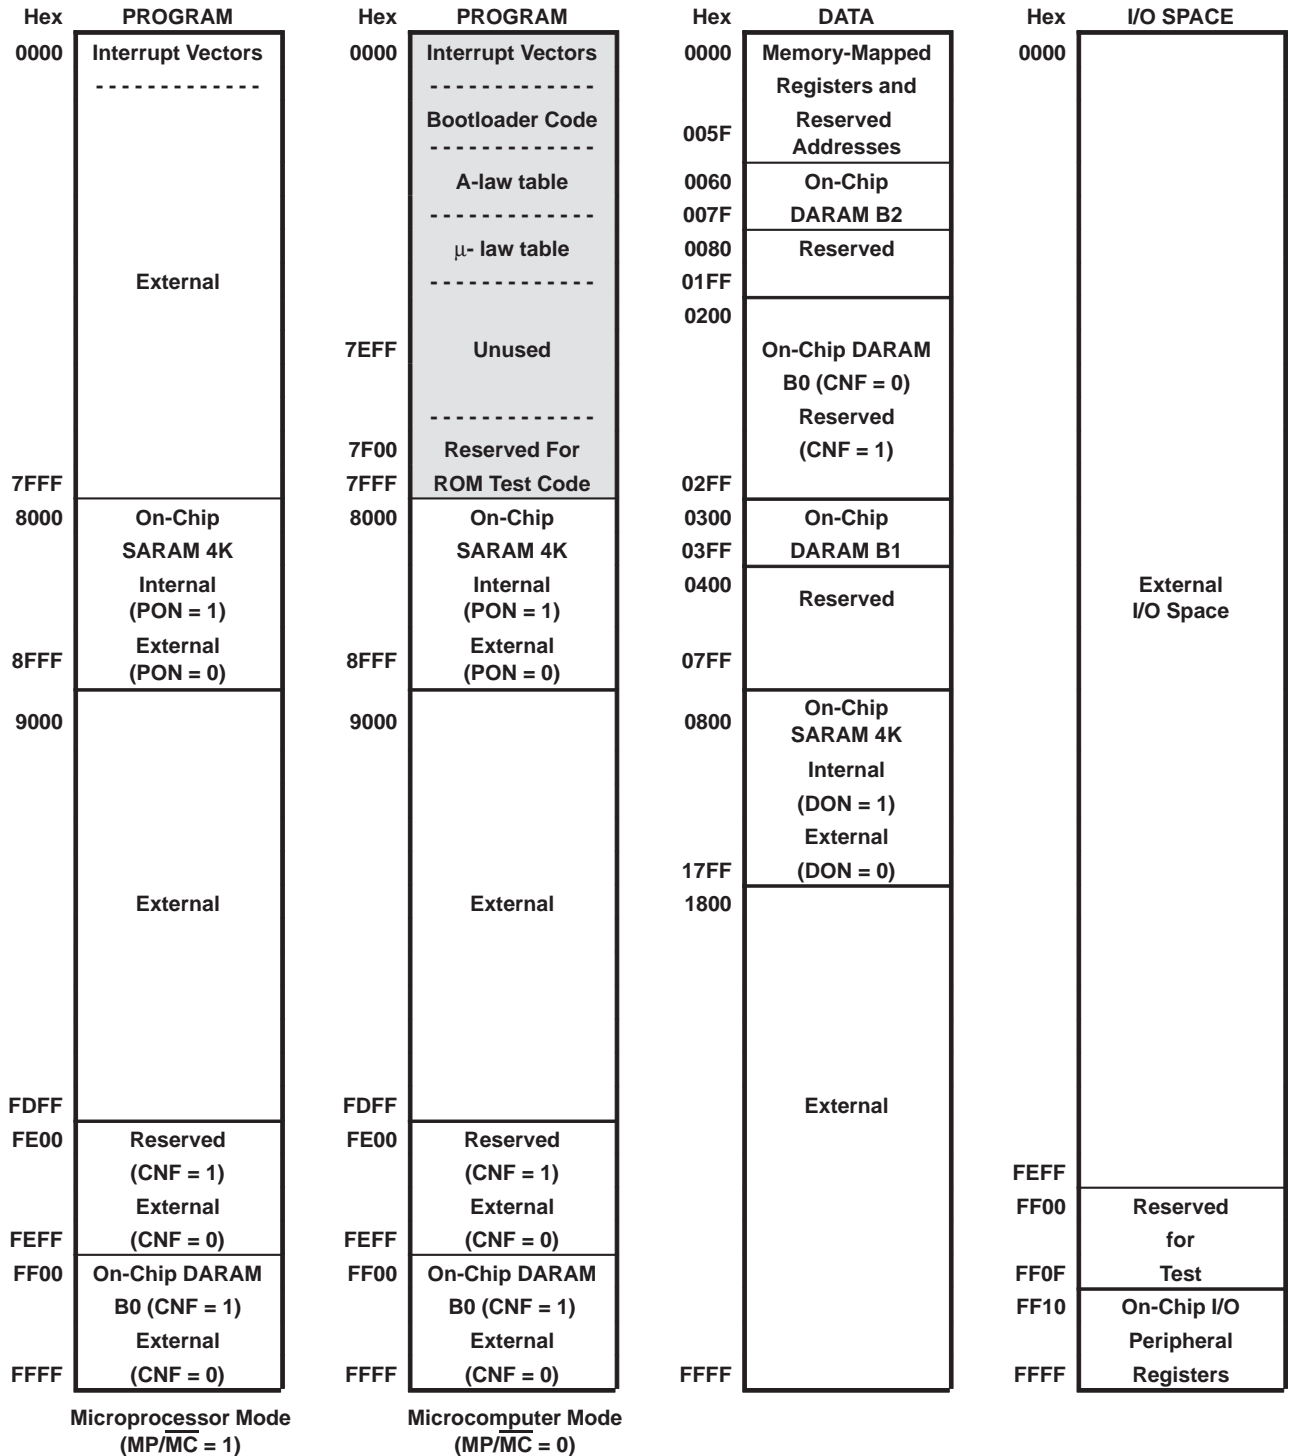 Hex PROGRAM
0000 Interrupt Vectors
External
7FFF
8000 On-Chip
SARAM 4K
Internal
(PON = 1)
External
8FFF (PON = 0)
9000
External
FDFF
FE00 Reserved
(CNF = 1)
External
FEFF (CNF = 0)
FF00 On-Chip DARAM
B0 (CNF = 1)
External
FFFF (CNF = 0)
Microprocessor Mode
(MP/M̅C̅ = 1)
Hex PROGRAM
0000 Interrupt Vectors
Bootloader Code
A-law table
μ- law table
7EFF Unused
7F00 Reserved For
7FFF ROM Test Code
8000 On-Chip
SARAM 4K
Internal
(PON = 1)
External
8FFF (PON = 0)
9000
External
FDFF
FE00 Reserved
(CNF = 1)
External
FEFF (CNF = 0)
FF00 On-Chip DARAM
B0 (CNF = 1)
External
FFFF (CNF = 0)
Microcomputer Mode
(MP/M̅C̅ = 0)
Hex DATA
0000 Memory-Mapped
Registers and
Reserved
005F Addresses
0060 On-Chip
007F DARAM B2
0080 Reserved
01FF
0200
On-Chip DARAM
B0 (CNF = 0)
Reserved
(CNF = 1)
02FF
0300 On-Chip
03FF DARAM B1
0400 Reserved
07FF
On-Chip
0800 SARAM 4K
Internal
(DON = 1)
External
17FF (DON = 0)
1800
External
FFFF
Hex I/O SPACE
0000
External
I/O Space
FEFF
FF00 Reserved
for
FF0F Test
FF10 On-Chip I/O
Peripheral
FFFF Registers